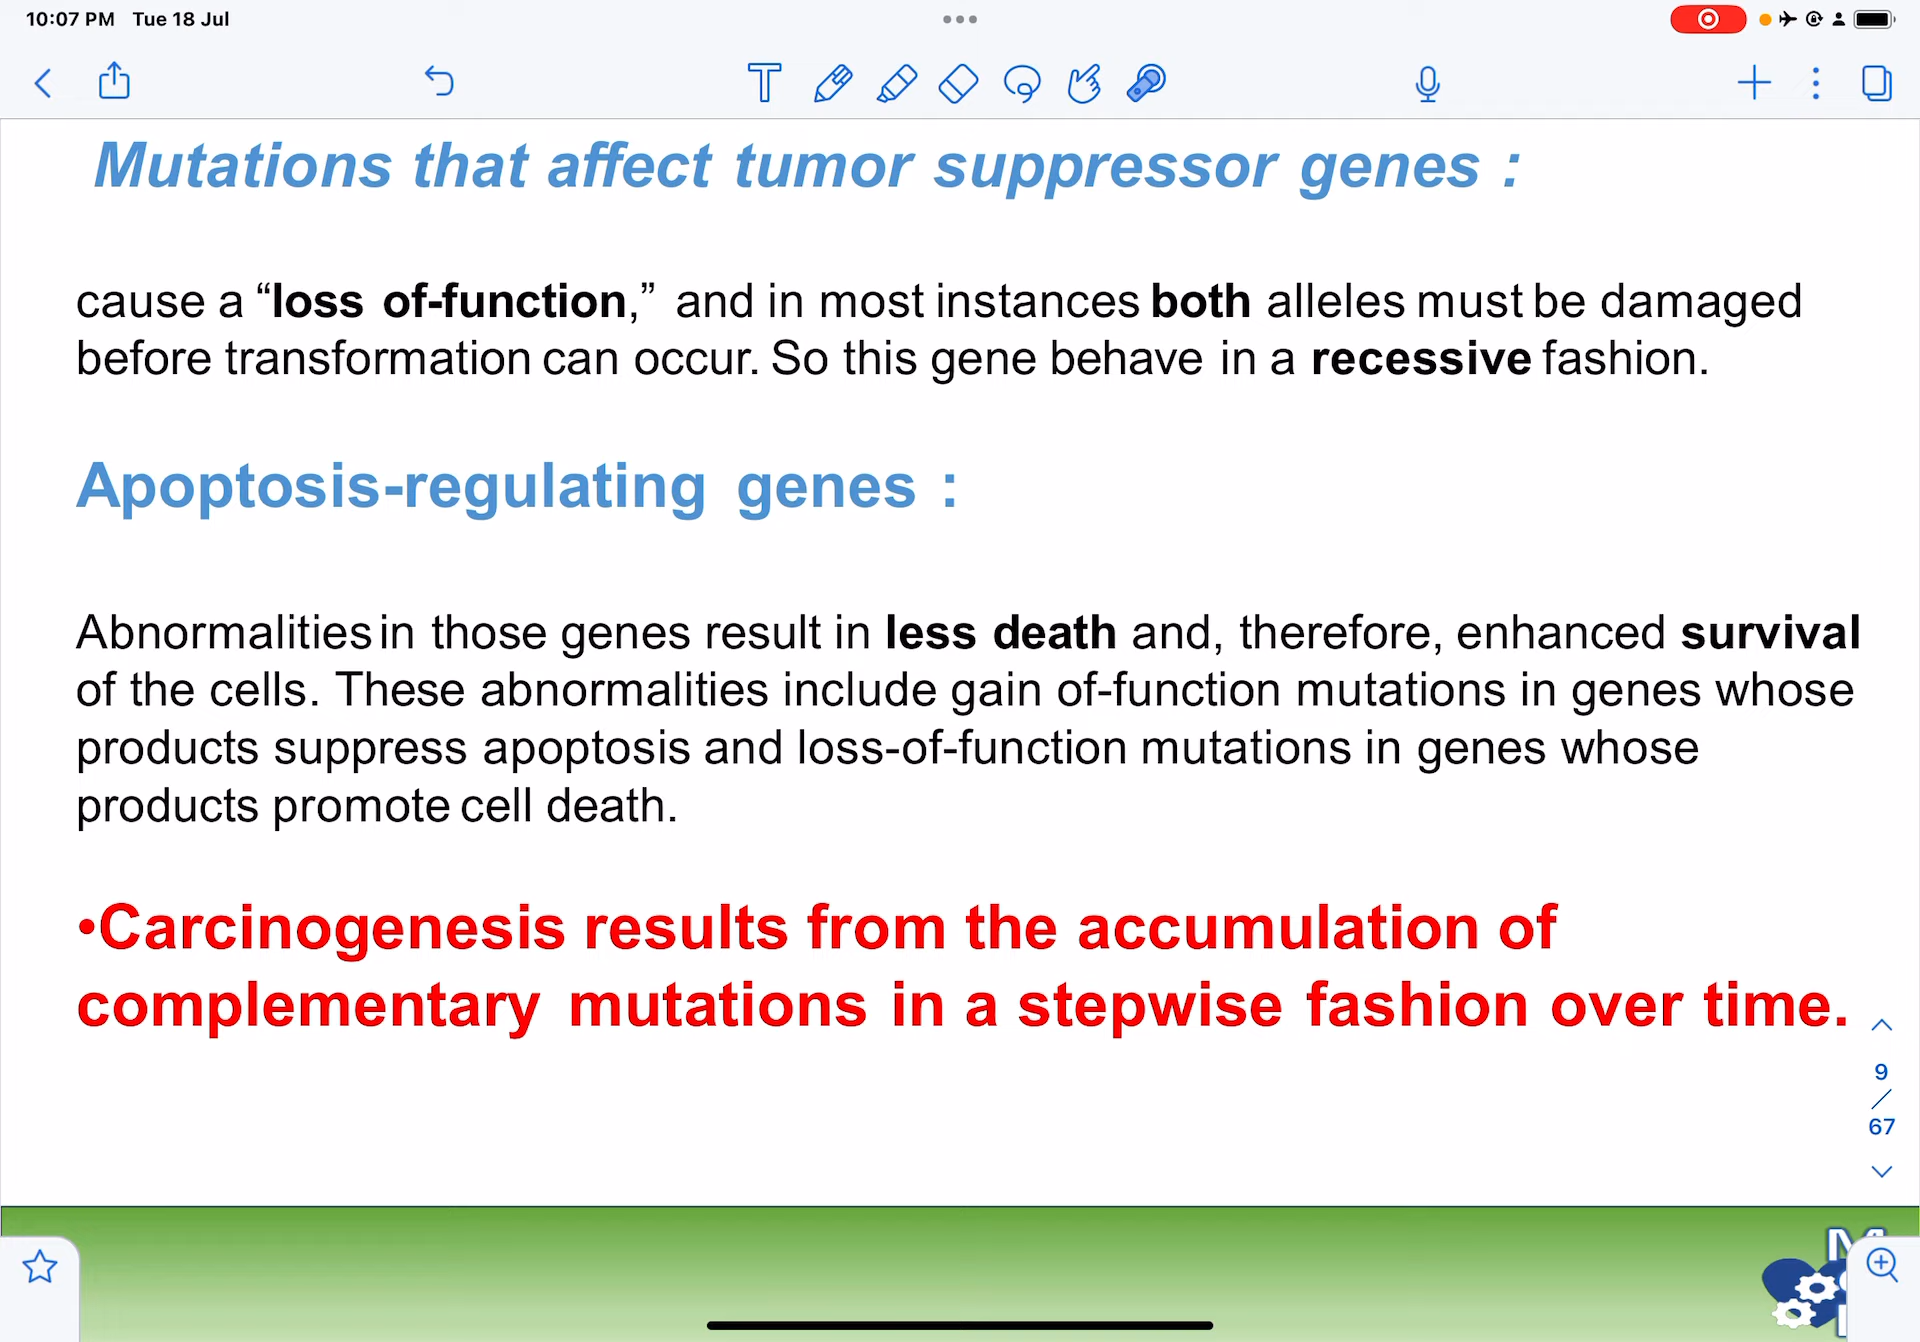 10:07 PM Tue 18 Jul
Mutations that affect tumor suppressor genes :
cause a “loss of-function,” and in most instances both alleles must be damaged
before transformation can occur. So this gene behave in a recessive fashion.
Apoptosis-regulating genes :
Abnormalities in those genes result in less death and, therefore, enhanced survival
of the cells. These abnormalities include gain of-function mutations in genes whose
products suppress apoptosis and loss-of-function mutations in genes whose
products promote cell death.
•Carcinogenesis results from the accumulation of
complementary mutations in a stepwise fashion over time.
9
/
67